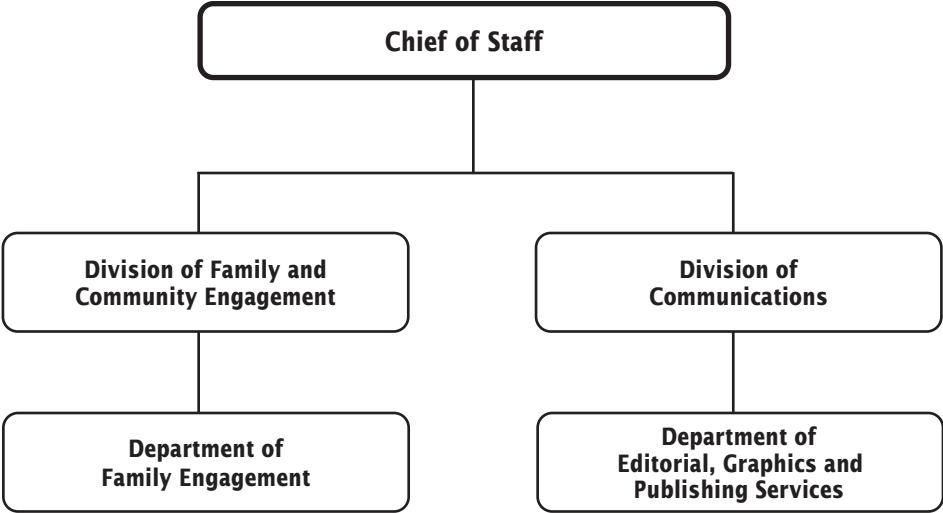 Chief of Staff
Division of Family and
Community Engagement
Division of
Communications
Department of
Family Engagement
Department of
Editorial, Graphics and
Publishing Services